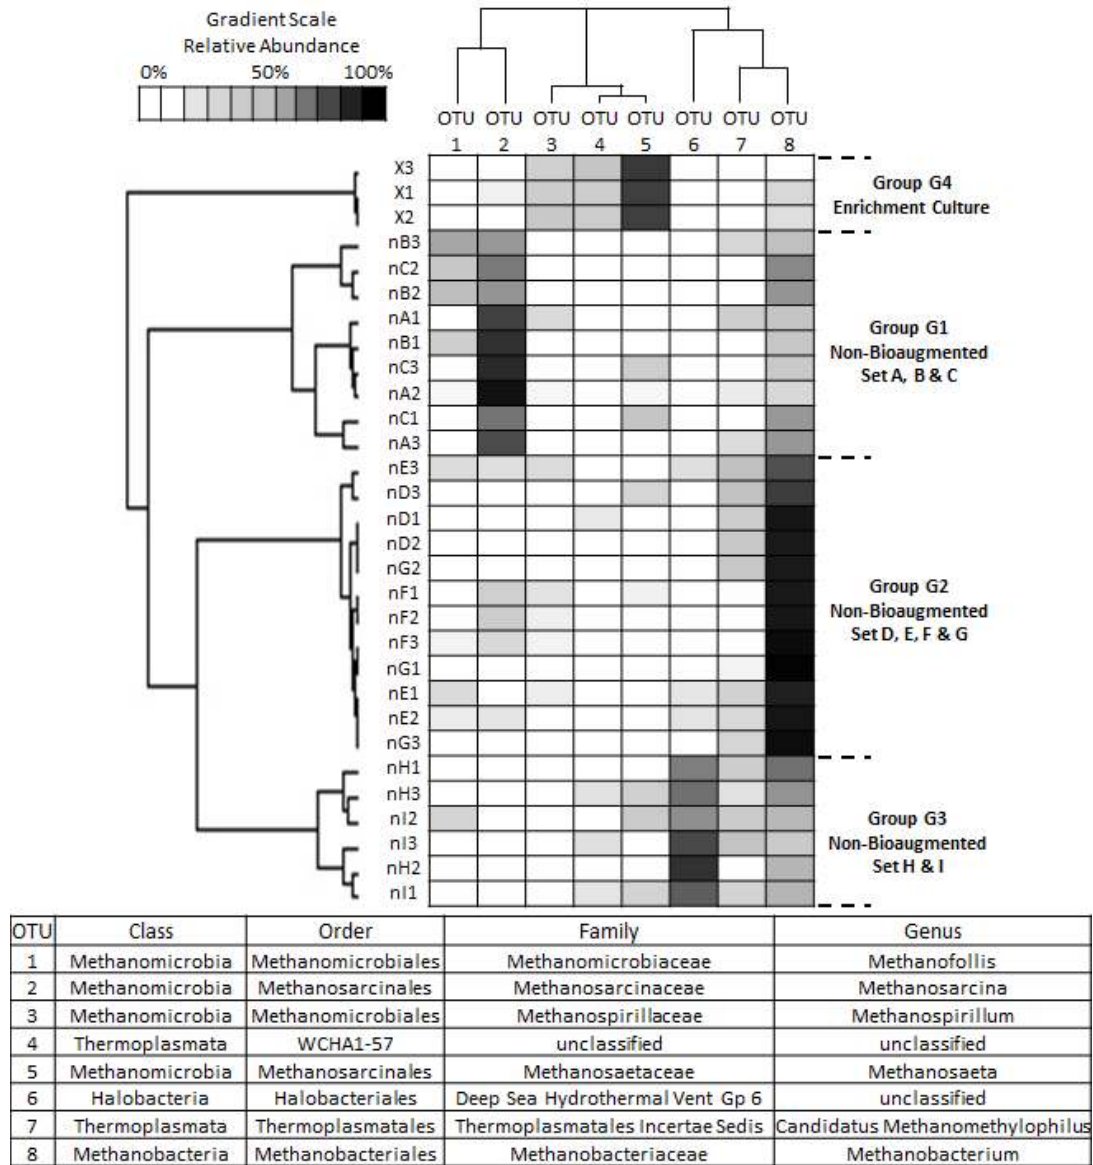 Gradient Scale
Relative Abundance
0% 50% 100%
OTU OTU OTU OTU OTU OTU OTU OTU
1 2 3 4 5 6 7 8
X3
X1
X2
Group G4
Enrichment Culture
nB3
nC2
nB2
nA1
nB1
nC3
nA2
nC1
nA3
Group G1
Non-Bioaugmented
Set A, B & C
nE3
nD3
nD1
nD2
nG2
nF1
nF2
nF3
nG1
nE1
nE2
nG3
Group G2
Non-Bioaugmented
Set D, E, F & G
nH1
nH3
nI2
nI3
nH2
nI1
Group G3
Non-Bioaugmented
Set H & I
OTU Class Order Family Genus
1 Methanomicrobia Methanomicrobiales Methanomicrobiaceae Methanofollis
2 Methanomicrobia Methanosarcinales Methanosarcinaceae Methanosarcina
3 Methanomicrobia Methanomicrobiales Methanospirillaceae Methanospirillum
4 Thermoplasmata WCHA1-57 unclassified unclassified
5 Methanomicrobia Methanosarcinales Methanosaetaceae Methanosaeta
6 Halobacteria Halobacteriales Deep Sea Hydrothermal Vent Gp 6 unclassified
7 Thermoplasmata Thermoplasmatales Thermoplasmatales Incertae Sedis Candidatus Methanomethylophilus
8 Methanobacteria Methanobacteriales Methanobacteriaceae Methanobacterium